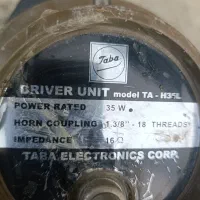 Taba
DRIVER UNIT model TA - H35L
POWER RATED 35 W.
HORN COUPLING 1 3/8" - 18 THREADS
IMPEDANCE 16 Ω
TABA ELECTRONICS CORP.